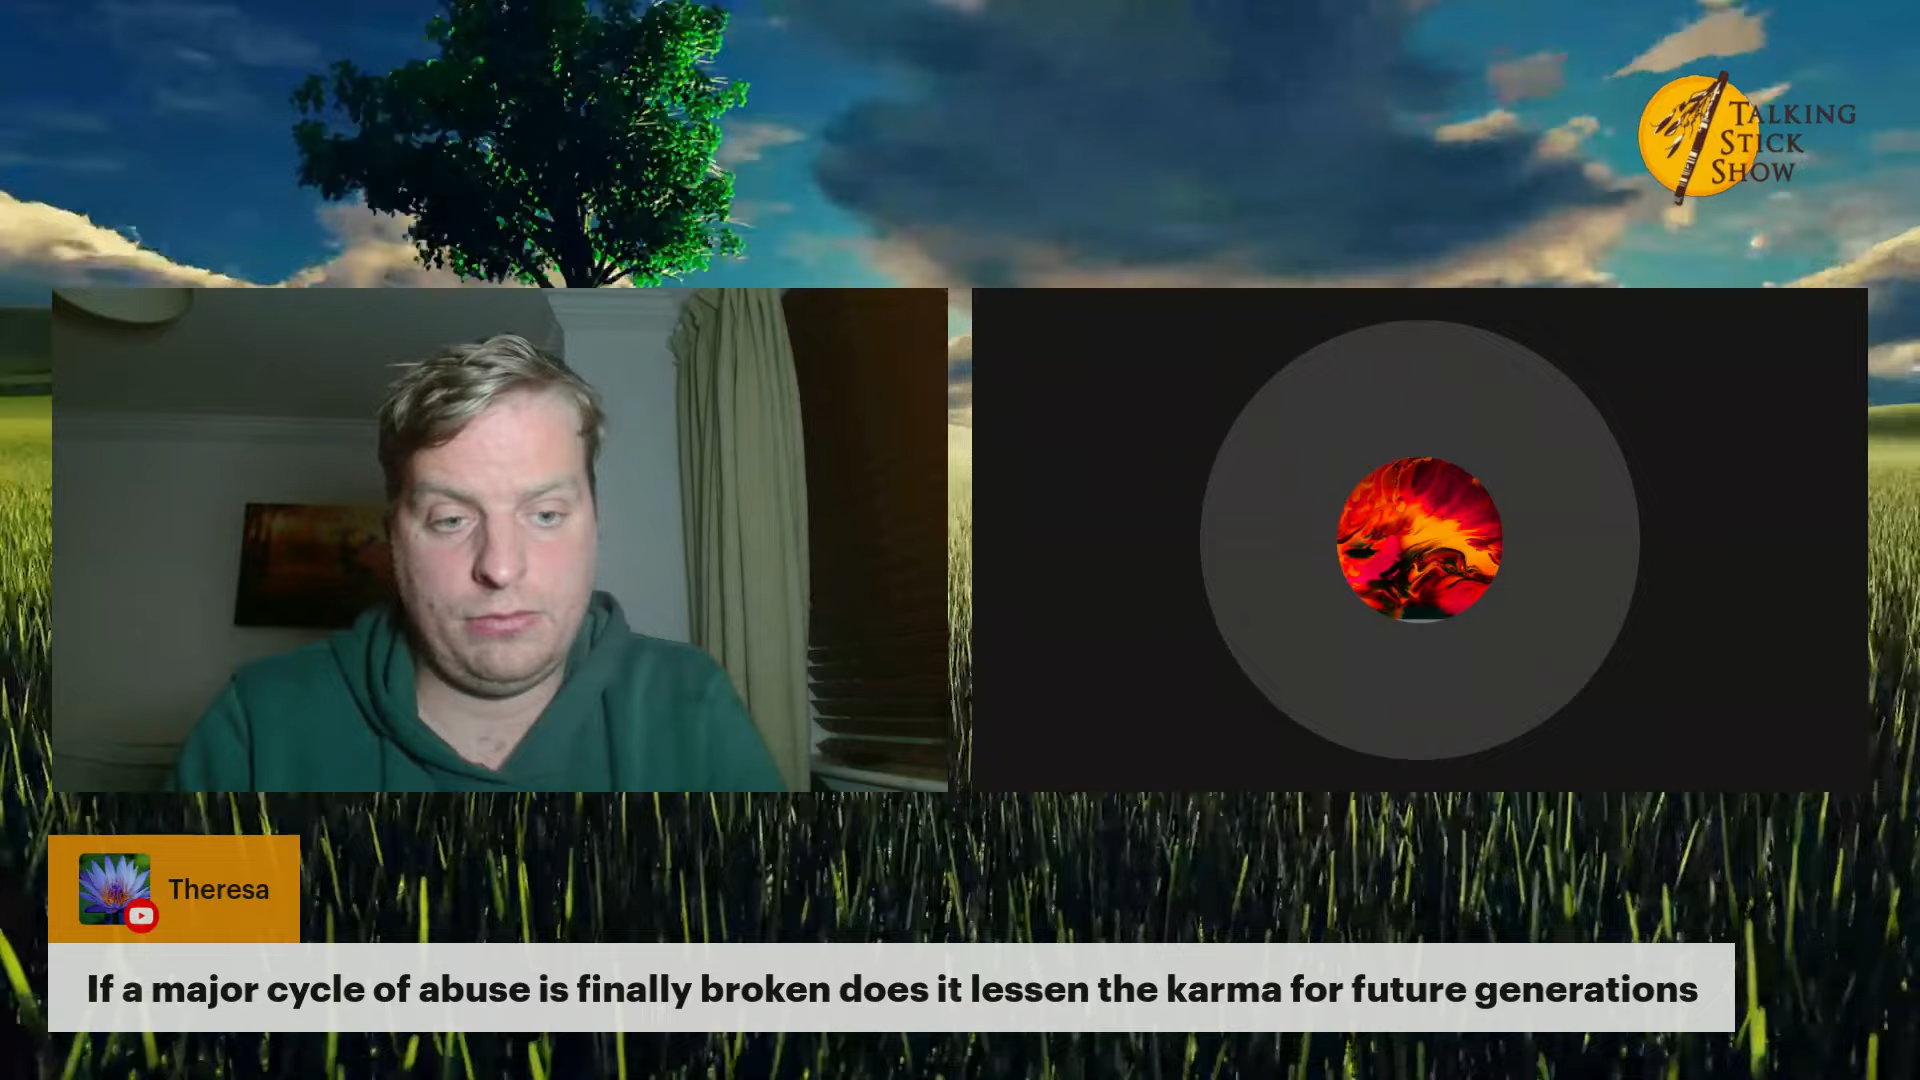 TALKING
STICK
SHOW
Theresa
If a major cycle of abuse is finally broken does it lessen the karma for future generations